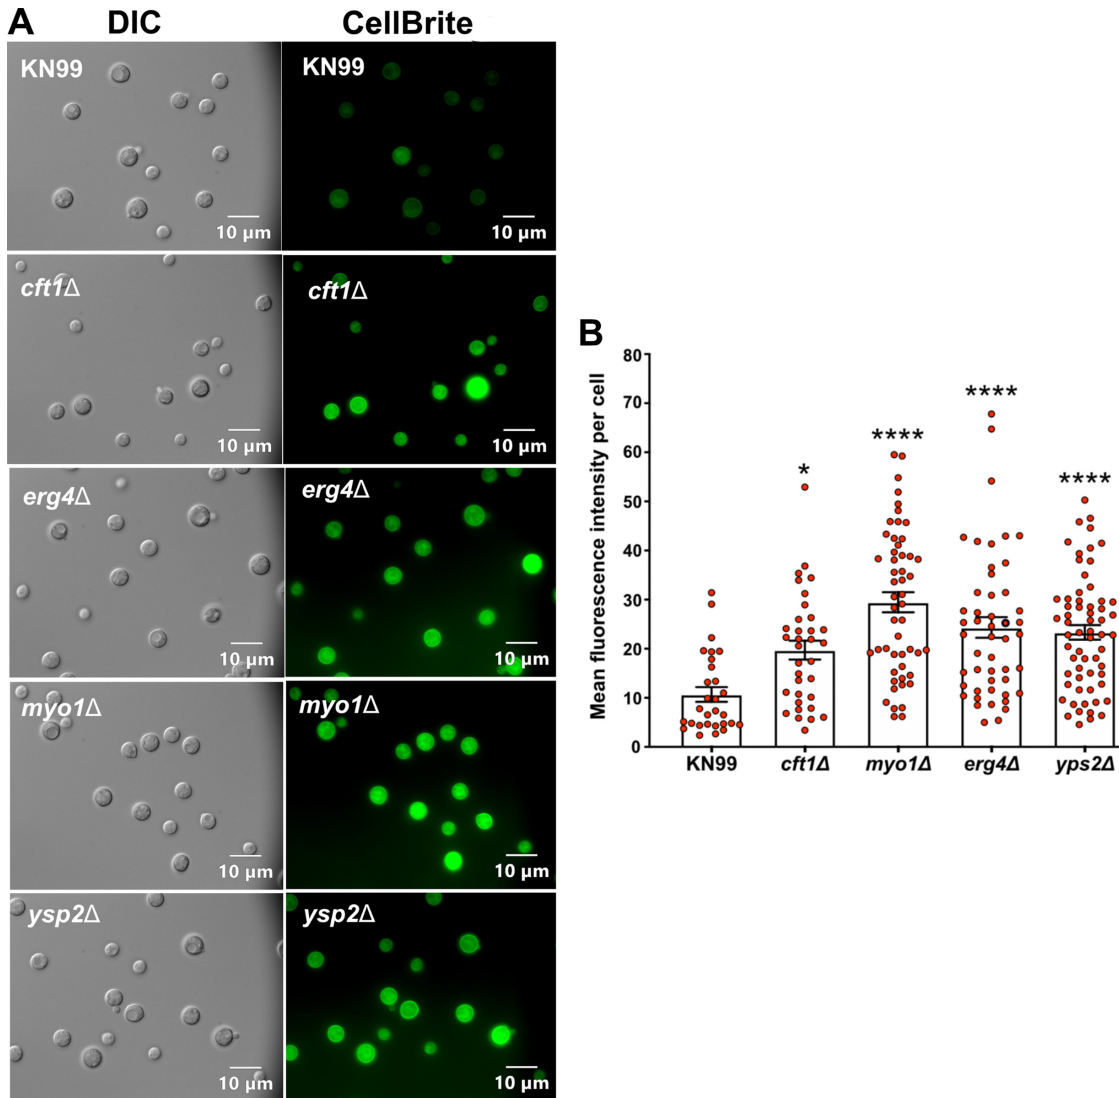 A DIC CellBrite
KN99 KN99
10 µm 10 µm
cft1Δ cft1Δ
10 µm 10 µm
erg4Δ erg4Δ
10 µm 10 µm
myo1Δ myo1Δ
10 µm 10 µm
ysp2Δ ysp2Δ
10 µm 10 µm
B
Mean fluorescence intensity per cell
80
70
60
50
40
30
20
10
0
* **** **** ****
KN99 cft1Δ myo1Δ erg4Δ yps2Δ